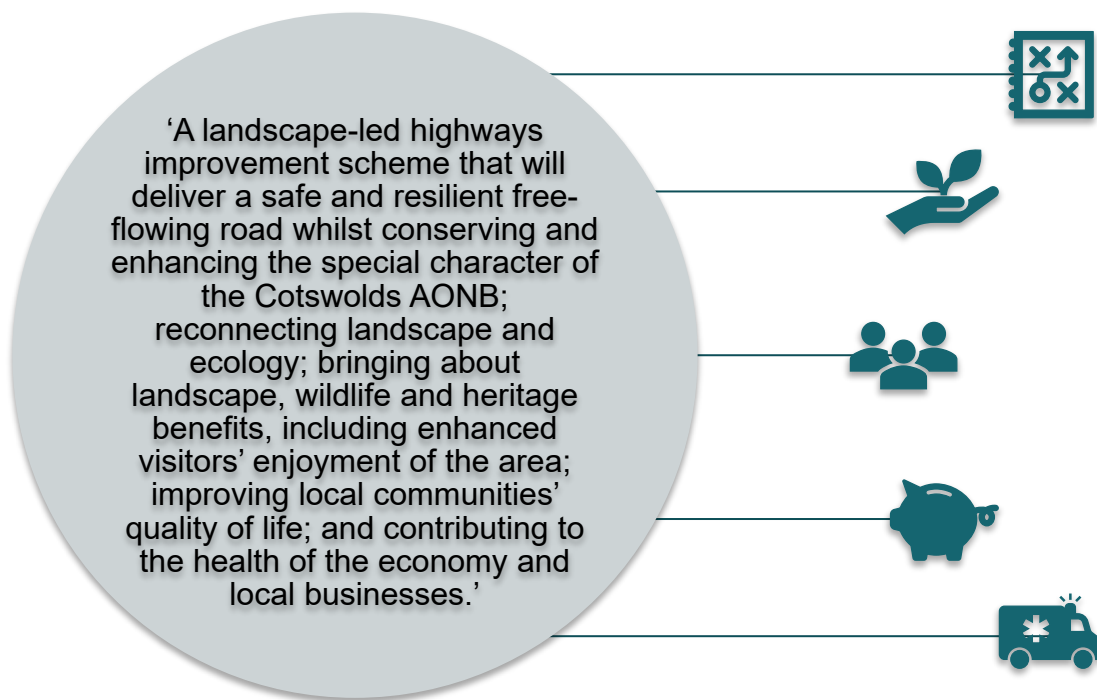 ‘A landscape-led highways
improvement scheme that will
deliver a safe and resilient free-
flowing road whilst conserving and
enhancing the special character of
the Cotswolds AONB;
reconnecting landscape and
ecology; bringing about
landscape, wildlife and heritage
benefits, including enhanced
visitors’ enjoyment of the area;
improving local communities’
quality of life; and contributing to
the health of the economy and
local businesses.’